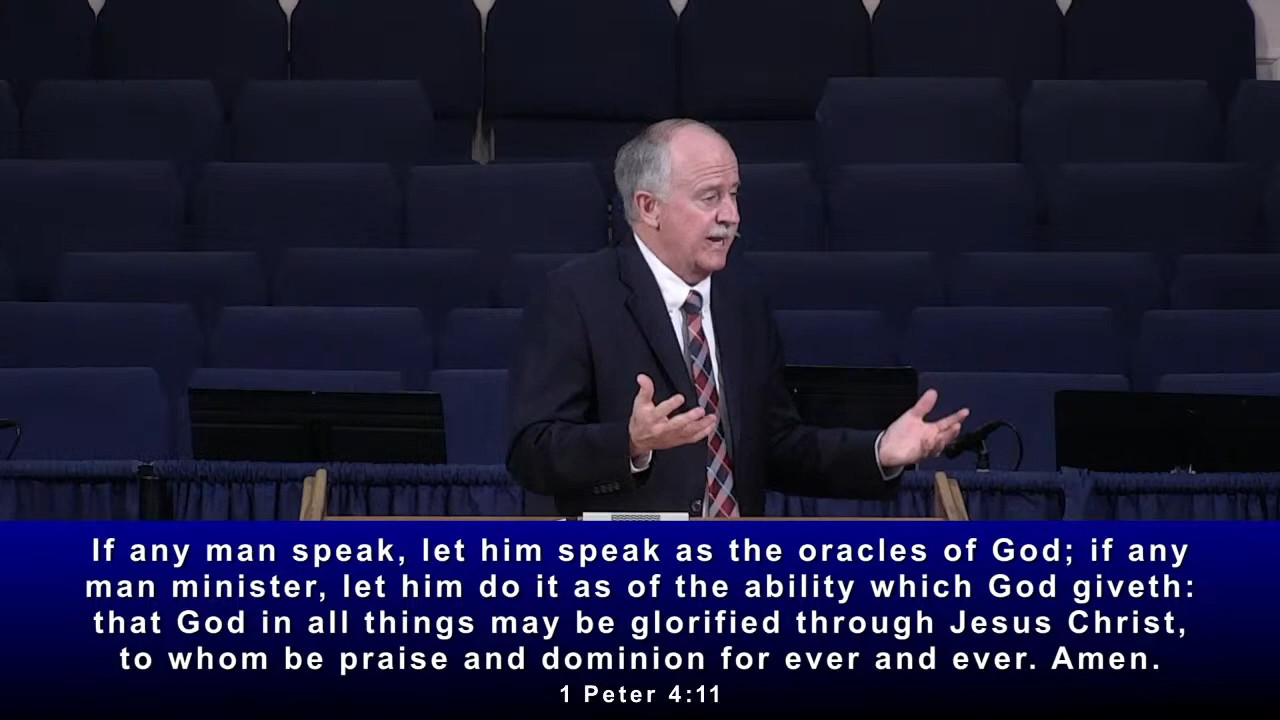 If any man speak, let him speak as the oracles of God; if any
man minister, let him do it as of the ability which God giveth:
that God in all things may be glorified through Jesus Christ,
to whom be praise and dominion for ever and ever. Amen.
1 Peter 4:11